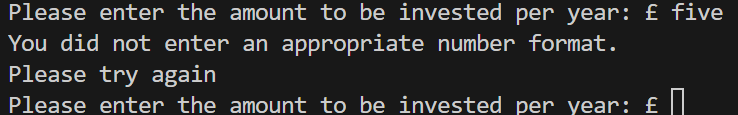 Please enter the amount to be invested per year: £ five
You did not enter an appropriate number format.
Please try again
Please enter the amount to be invested per year: £